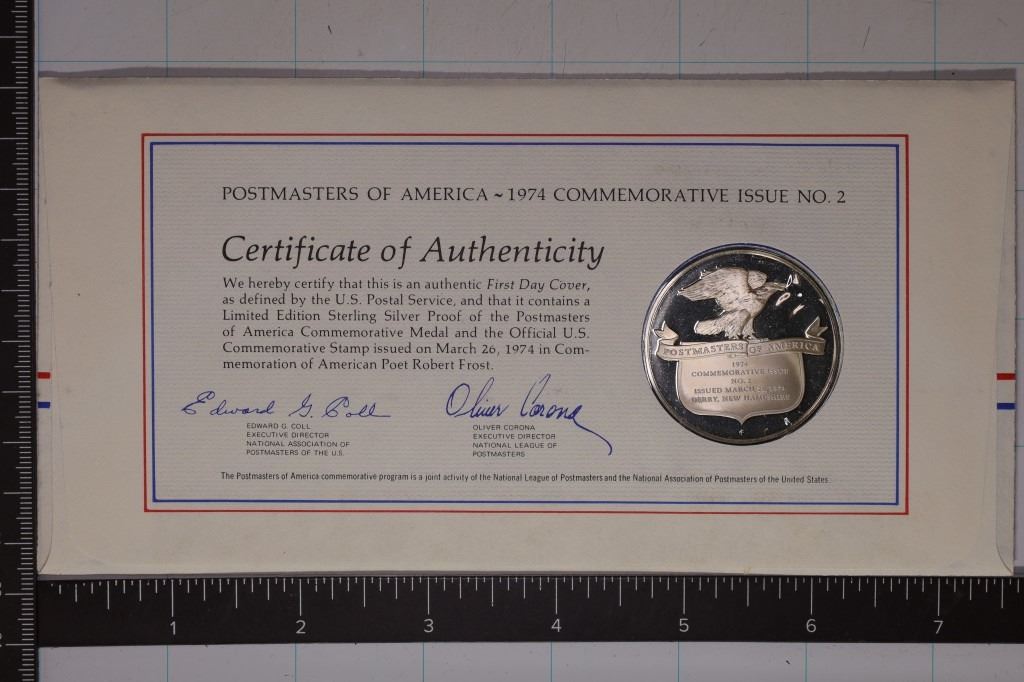 POSTMASTERS OF AMERICA ~ 1974 COMMEMORATIVE ISSUE NO. 2
Certificate of Authenticity
We hereby certify that this is an authentic First Day Cover,
as defined by the U.S. Postal Service, and that it contains a
Limited Edition Sterling Silver Proof of the Postmasters
of America Commemorative Medal and the Official U.S.
Commemorative Stamp issued on March 26, 1974 in Com-
memoration of American Poet Robert Frost.
Edward G. Coll
EDWARD G. COLL
EXECUTIVE DIRECTOR
NATIONAL ASSOCIATION OF
POSTMASTERS OF THE U.S.
Oliver Corona
OLIVER CORONA
EXECUTIVE DIRECTOR
NATIONAL LEAGUE OF
POSTMASTERS
The Postmasters of America commemorative program is a joint activity of the National League of Postmasters and the National Association of Postmasters of the United States.
POSTMASTERS OF AMERICA
1974
COMMEMORATIVE ISSUE
NO. 2
ISSUED MARCH 26, 1974
DERRY, NEW HAMPSHIRE
1 2 3 4 5 6 7